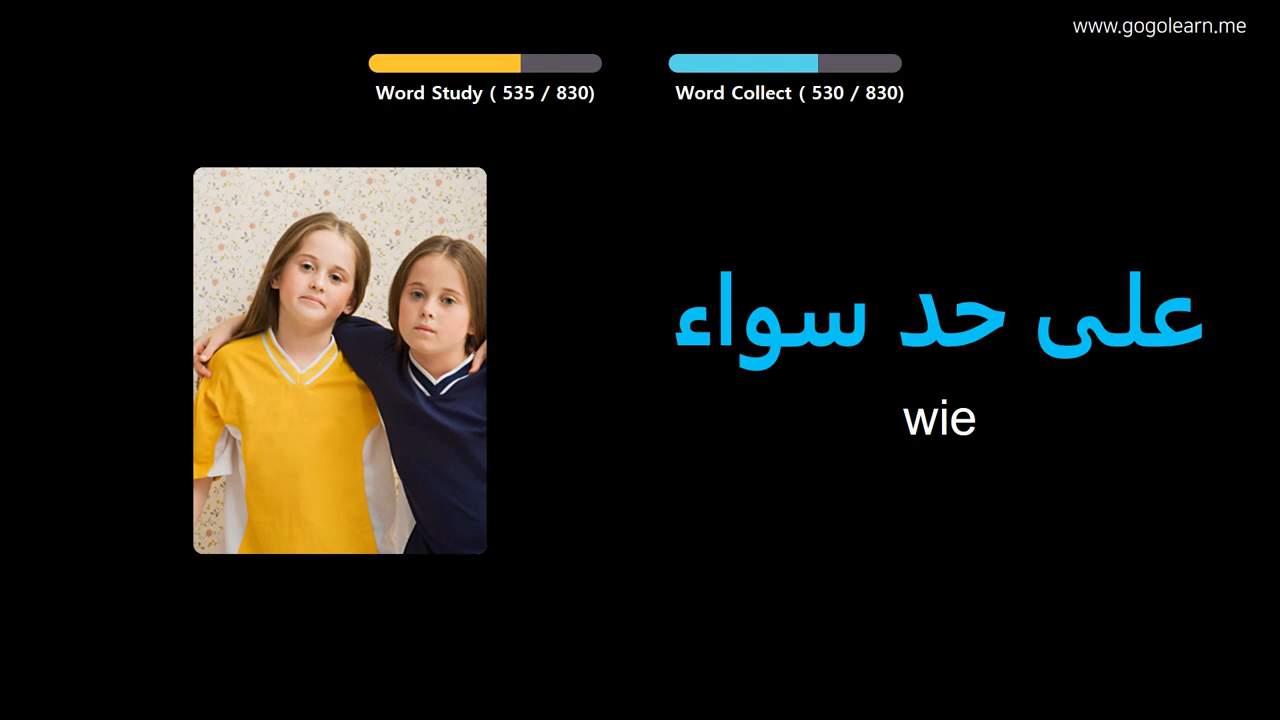 www.gogolearn.me
Word Study ( 535 / 830)
Word Collect ( 530 / 830)
على حد سواء
wie